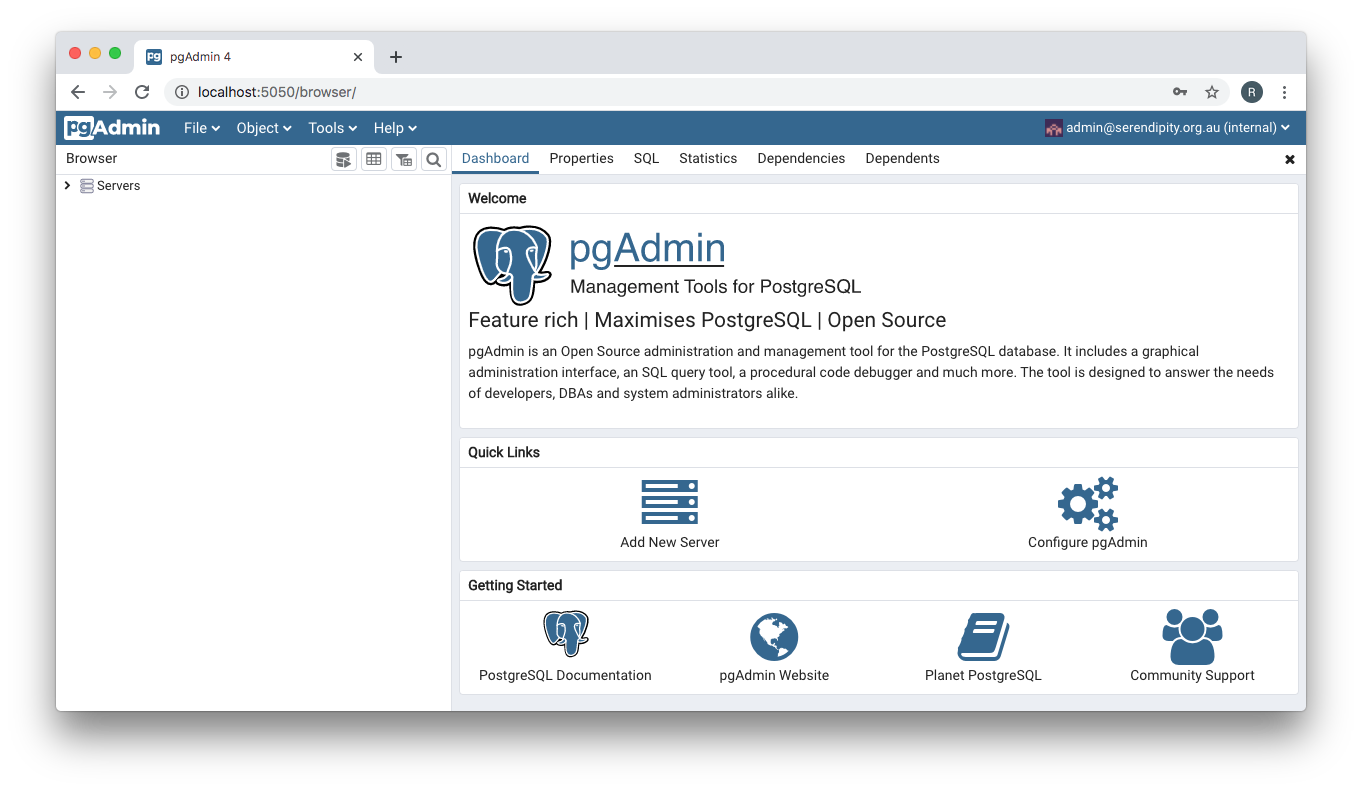 pgAdmin 4
localhost:5050/browser/
R
pgAdmin File Object Tools Help admin@serendipity.org.au (internal)
Browser
Servers
Dashboard Properties SQL Statistics Dependencies Dependents
Welcome
pgAdmin
Management Tools for PostgreSQL
Feature rich | Maximises PostgreSQL | Open Source
pgAdmin is an Open Source administration and management tool for the PostgreSQL database. It includes a graphical
administration interface, an SQL query tool, a procedural code debugger and much more. The tool is designed to answer the needs
of developers, DBAs and system administrators alike.
Quick Links
Add New Server Configure pgAdmin
Getting Started
PostgreSQL Documentation pgAdmin Website Planet PostgreSQL Community Support